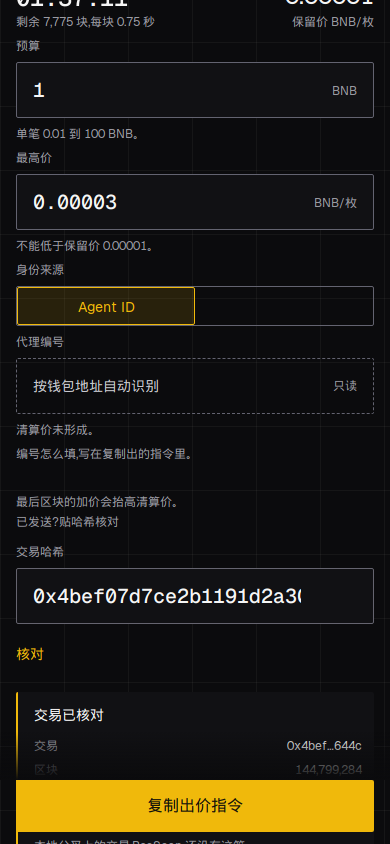 01:37:11
0.00001
剩余 7,775 块,每块 0.75 秒
保留价 BNB/枚
预算
1 BNB
单笔 0.01 到 100 BNB。
最高价
0.00003 BNB/枚
不能低于保留价 0.00001。
身份来源
Agent ID
代理编号
按钱包地址自动识别 只读
清算价未形成。
编号怎么填,写在复制出的指令里。
最后区块的加价会抬高清算价。
已发送?贴哈希核对
交易哈希
0x4bef07d7ce2b1191d2a3
核对
交易已核对
交易 0x4bef…644c
区块 144,799,284
复制出价指令